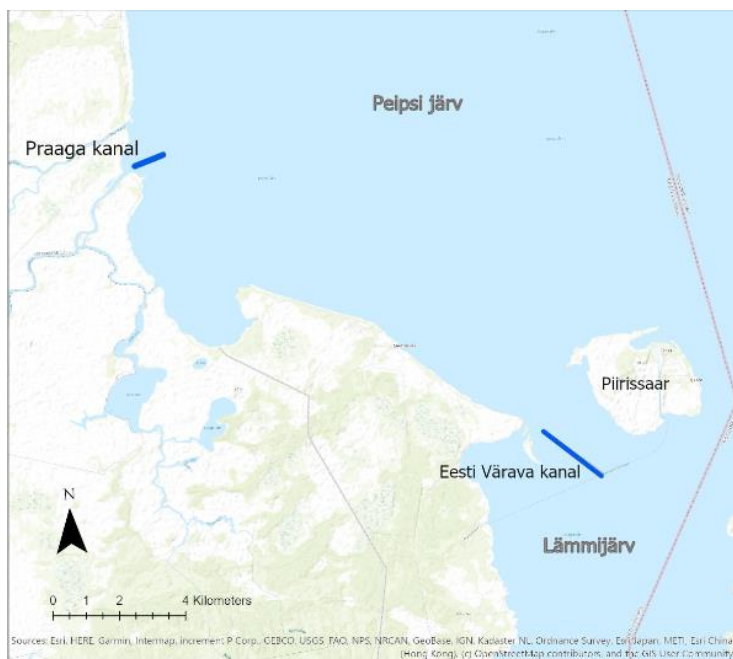 Peipsi järv
Praaga kanal
Piirissaar
Eesti Värava kanal
Lämmijärv
N
0 1 2 4 Kilometers
Sources: Esri, HERE, Garmin, Intermap, increment P Corp., GEBCO, USGS, FAO, NPS, NRCAN, GeoBase, IGN, Kadaster NL, Ordnance Survey, Esri Japan, METI, Esri China
(Hong Kong), (c) OpenStreetMap contributors, and the GIS User Community